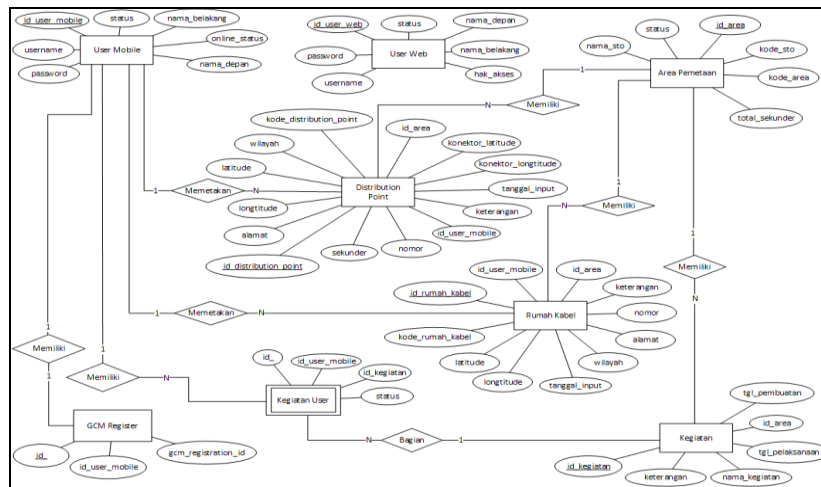 id_user_mobile
status
nama_belakang
username
User Mobile
online_status
password
nama_depan
id_user_web
status
nama_depan
password
User Web
nama_belakang
username
hak_akses
status
id_area
nama_sto
kode_sto
Area Pemetaan
kode_area
total_sekunder
N
Memiliki
1
kode_distribution_point
id_area
wilayah
konektor_latitude
latitude
konektor_longtitude
1
Memetakan
N
Distribution
Point
tanggal_input
longtitude
keterangan
alamat
id_user_mobile
sekunder
nomor
id_distribution_point
1
Memiliki
N
1
Memiliki
N
id_user_mobile
id_area
id_rumah_kabel
keterangan
1
Memetakan
N
Rumah Kabel
nomor
kode_rumah_kabel
alamat
latitude
wilayah
longtitude
tanggal_input
1
Memiliki
1
1
Memiliki
N
id_
id_user_mobile
id_kegiatan
Kegiatan User
status
GCM Register
id_
id_user_mobile
gcm_registration_id
N
Bagian
1
tgl_pembuatan
id_area
Kegiatan
tgl_pelaksanaan
id_kegiatan
keterangan
nama_kegiatan